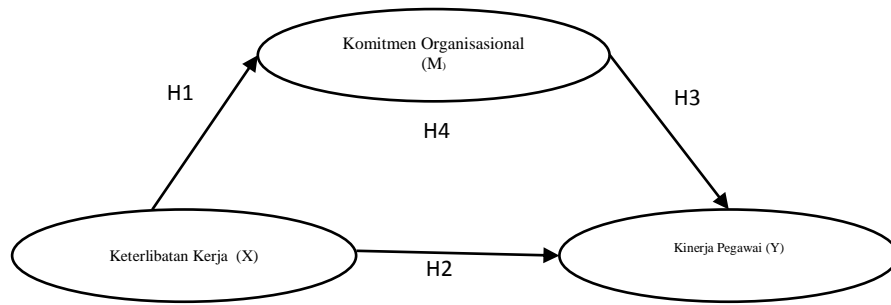 Komitmen Organisasional
(M)
H1
H3
H4
Keterlibatan Kerja (X)
Kinerja Pegawai (Y)
H2